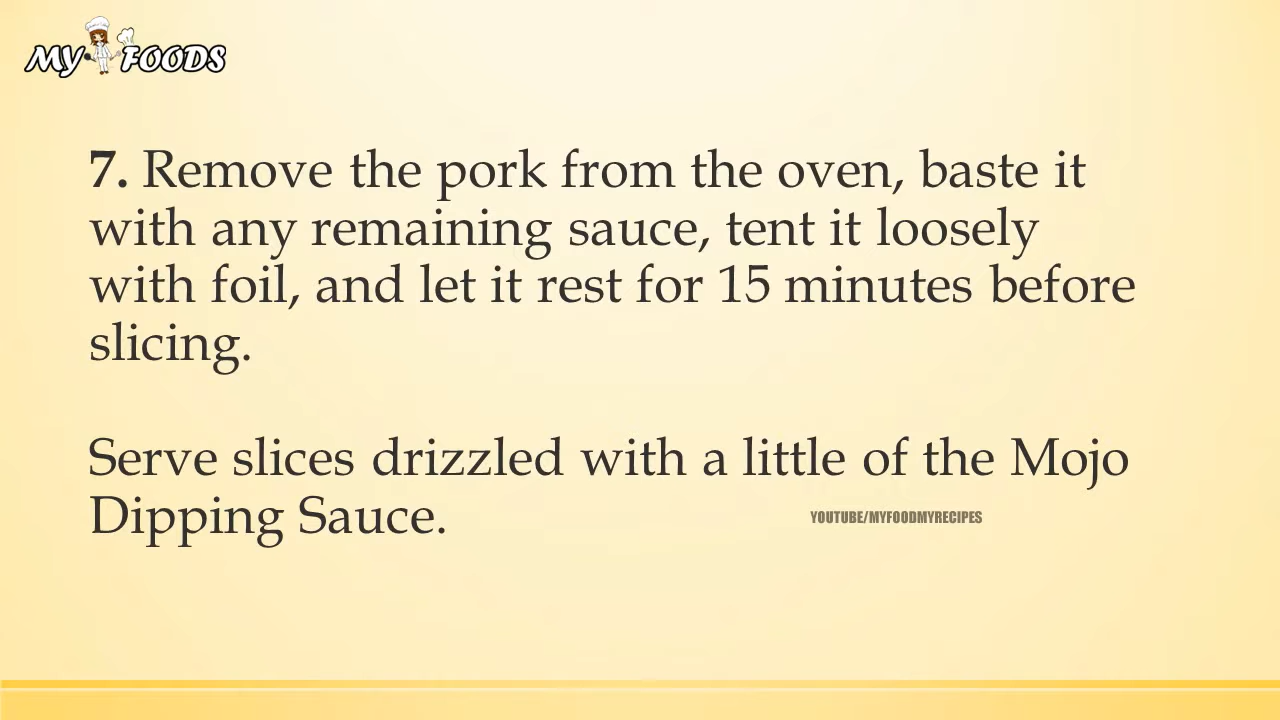 MY FOODS
7. Remove the pork from the oven, baste it
with any remaining sauce, tent it loosely
with foil, and let it rest for 15 minutes before
slicing.
Serve slices drizzled with a little of the Mojo
Dipping Sauce.
YOUTUBE/MYFOODMYRECIPES